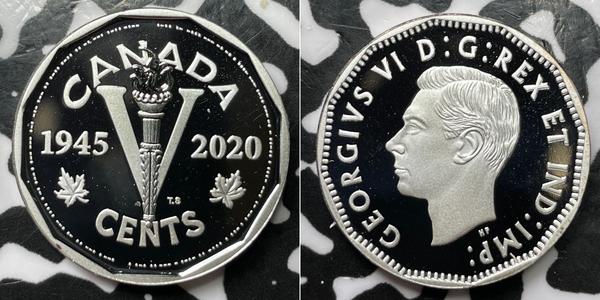 CANADA
1945 2020
T.S
CENTS
GEORGIVS VI D:G:REX ET IND:IMP:
HP